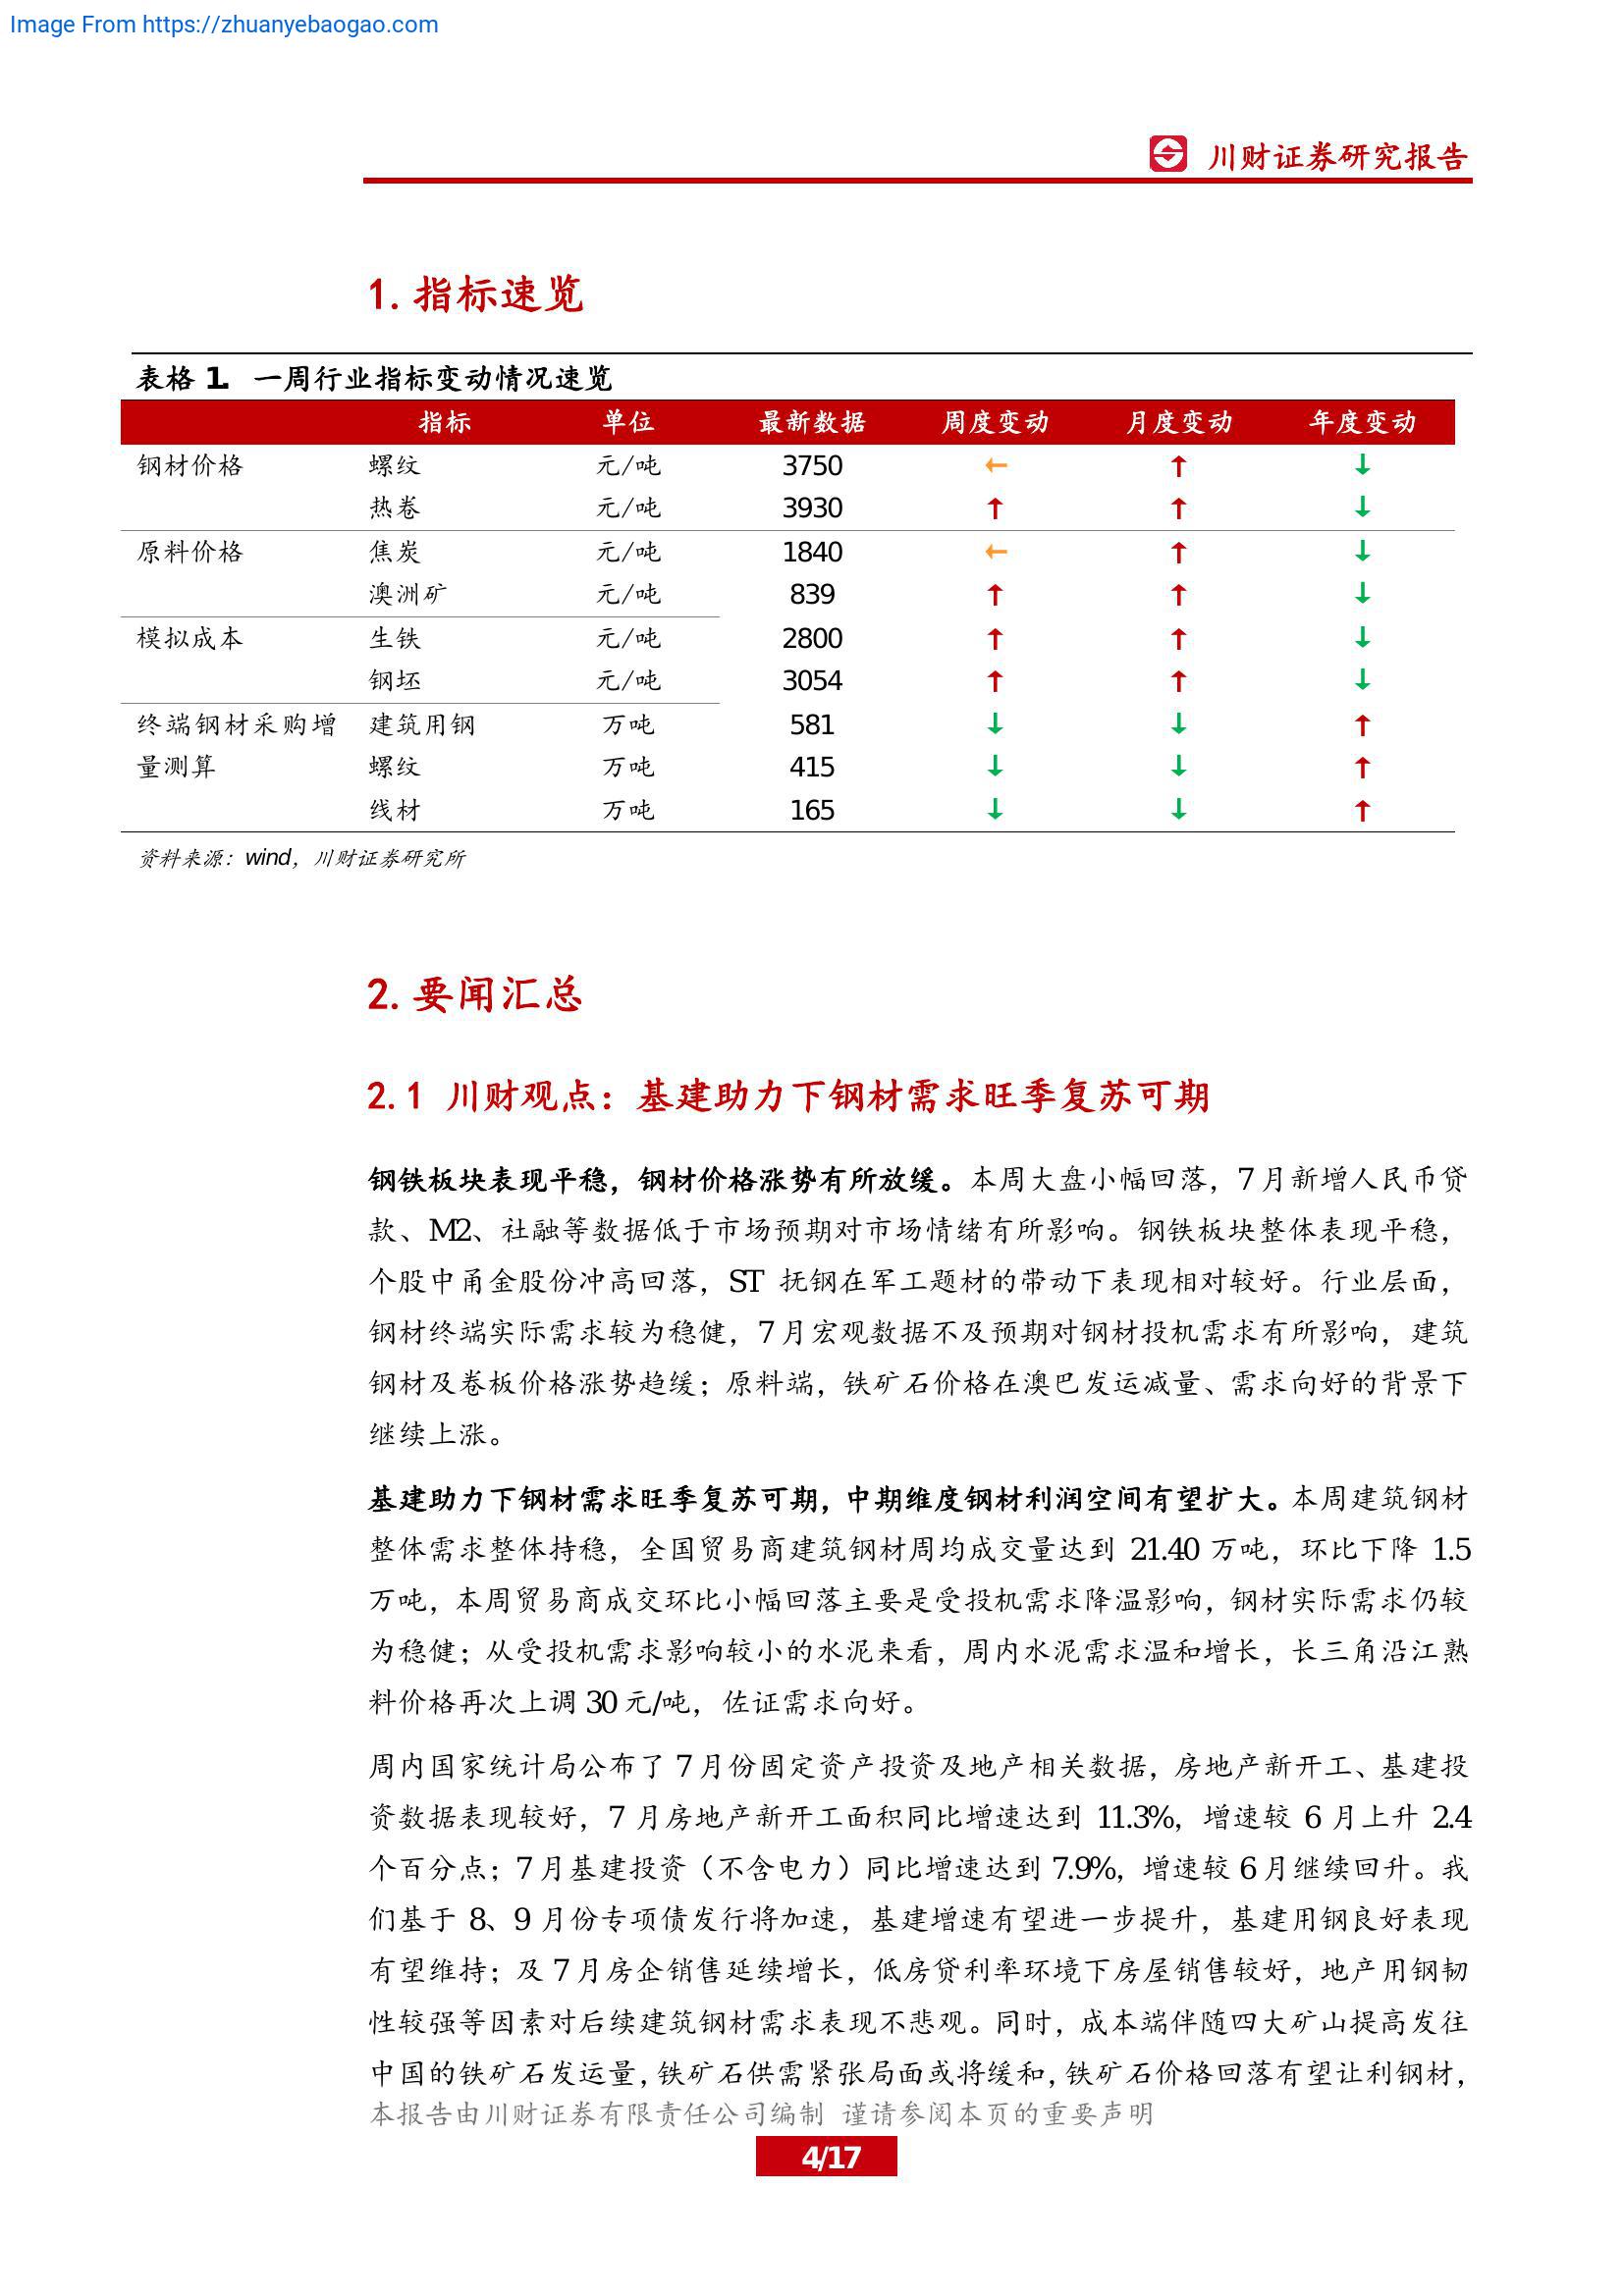 Image From https://zhuanyebaogao.com
川财证券研究报告
1. 指标速览
表格 1. 一周行业指标变动情况速览
指标 单位 最新数据 周度变动 月度变动 年度变动
钢材价格 螺纹 元/吨 3750 ← ↑ ↓
热卷 元/吨 3930 ↑ ↑ ↓
原料价格 焦炭 元/吨 1840 ← ↑ ↓
澳洲矿 元/吨 839 ↑ ↑ ↓
模拟成本 生铁 元/吨 2800 ↑ ↑ ↓
钢坯 元/吨 3054 ↑ ↑ ↓
终端钢材采购增 建筑用钢 万吨 581 ↓ ↓ ↑
量测算 螺纹 万吨 415 ↓ ↓ ↑
线材 万吨 165 ↓ ↓ ↑
资料来源：wind，川财证券研究所
2. 要闻汇总
2.1 川财观点：基建助力下钢材需求旺季复苏可期
钢铁板块表现平稳，钢材价格涨势有所放缓。本周大盘小幅回落，7 月新增人民币贷
款、M2、社融等数据低于市场预期对市场情绪有所影响。钢铁板块整体表现平稳，
个股中甬金股份冲高回落，ST 抚钢在军工题材的带动下表现相对较好。行业层面，
钢材终端实际需求较为稳健，7 月宏观数据不及预期对钢材投机需求有所影响，建筑
钢材及卷板价格涨势趋缓；原料端，铁矿石价格在澳巴发运减量、需求向好的背景下
继续上涨。
基建助力下钢材需求旺季复苏可期，中期维度钢材利润空间有望扩大。本周建筑钢材
整体需求整体持稳，全国贸易商建筑钢材周均成交量达到 21.40 万吨，环比下降 1.5
万吨，本周贸易商成交环比小幅回落主要是受投机需求降温影响，钢材实际需求仍较
为稳健；从受投机需求影响较小的水泥来看，周内水泥需求温和增长，长三角沿江熟
料价格再次上调 30 元/吨，佐证需求向好。
周内国家统计局公布了 7 月份固定资产投资及地产相关数据，房地产新开工、基建投
资数据表现较好，7 月房地产新开工面积同比增速达到 11.3%，增速较 6 月上升 2.4
个百分点；7 月基建投资（不含电力）同比增速达到 7.9%，增速较 6 月继续回升。我
们基于 8、9 月份专项债发行将加速，基建增速有望进一步提升，基建用钢良好表现
有望维持；及 7 月房企销售延续增长，低房贷利率环境下房屋销售较好，地产用钢韧
性较强等因素对后续建筑钢材需求表现不悲观。同时，成本端伴随四大矿山提高发往
中国的铁矿石发运量，铁矿石供需紧张局面或将缓和，铁矿石价格回落有望让利钢材，
本报告由川财证券有限责任公司编制 谨请参阅本页的重要声明
4/17